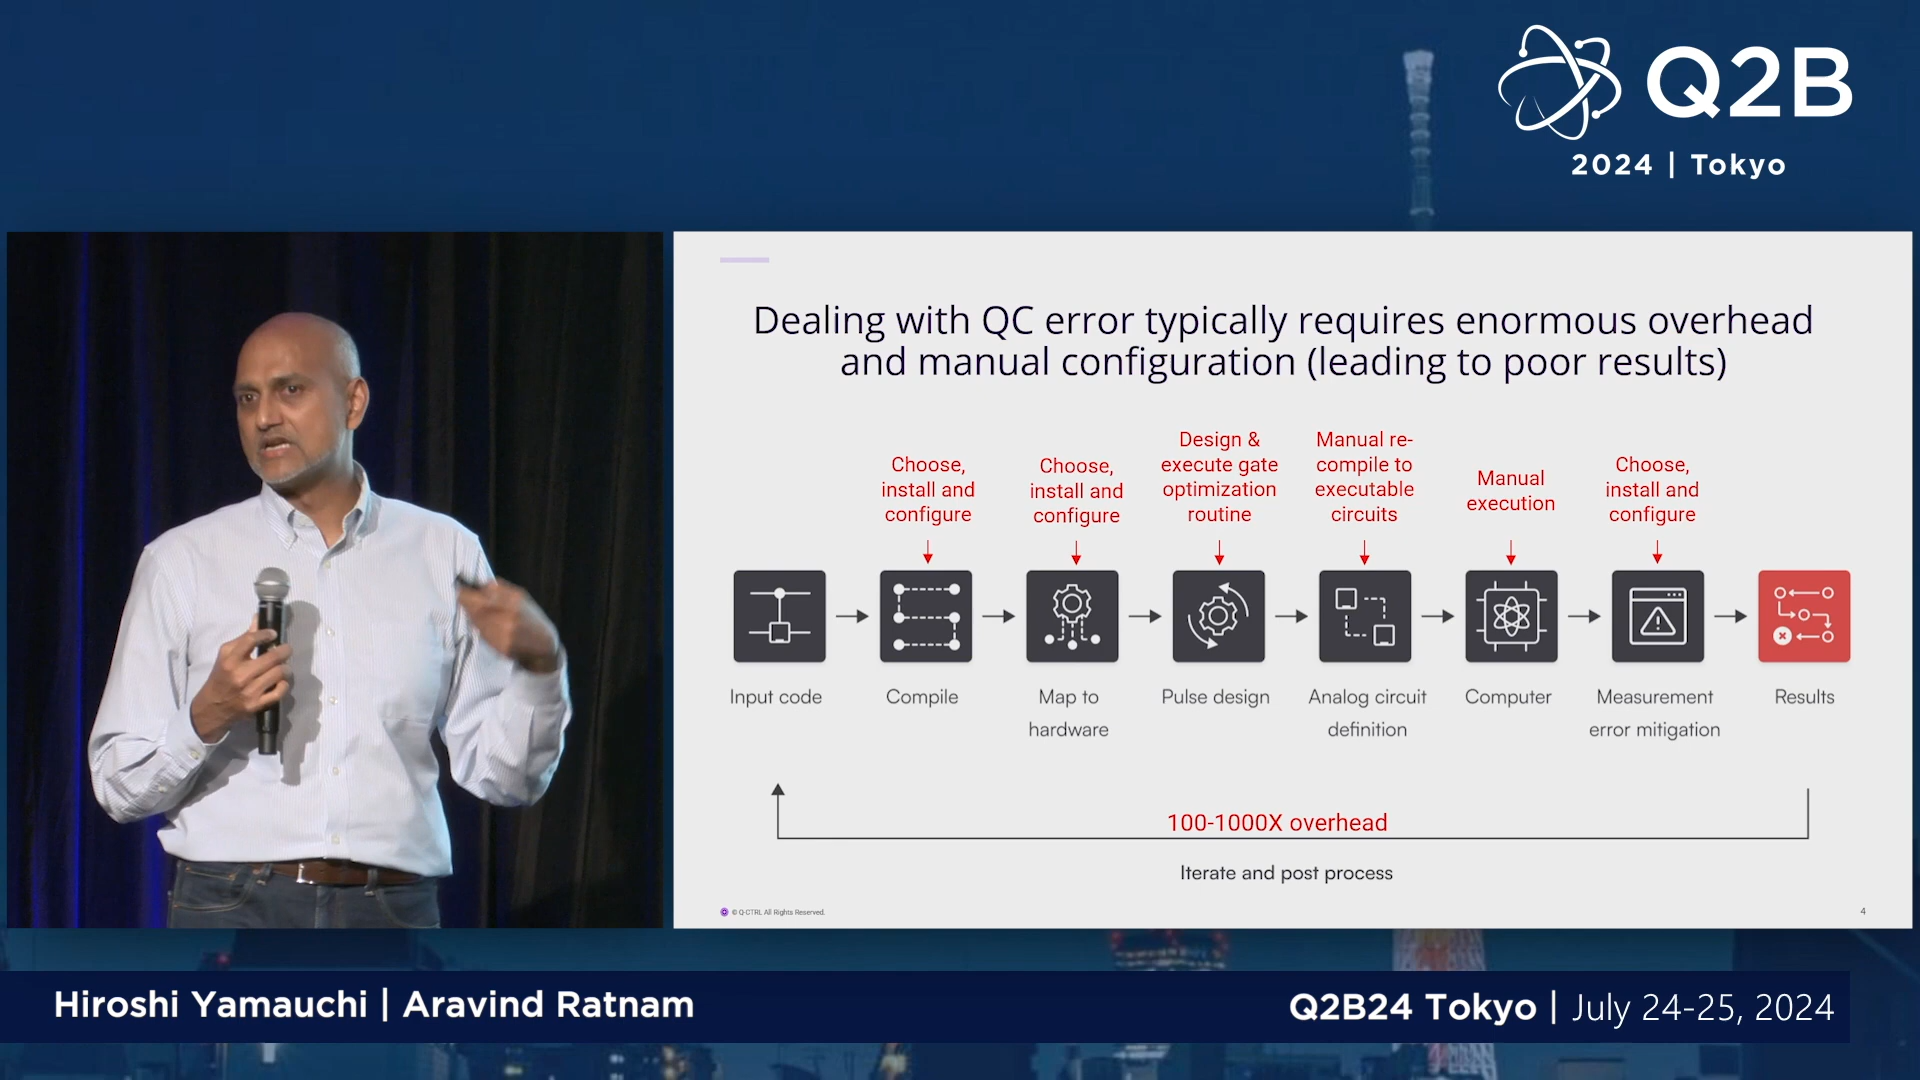 Q2B
2024 | Tokyo
Dealing with QC error typically requires enormous overhead
and manual configuration (leading to poor results)
Choose,
install and
configure
Choose,
install and
configure
Design &
execute gate
optimization
routine
Manual re-
compile to
executable
circuits
Manual
execution
Choose,
install and
configure
Input code
Compile
Map to
hardware
Pulse design
Analog circuit
definition
Computer
Measurement
error mitigation
Results
100-1000X overhead
Iterate and post process
© Q-CTRL All Rights Reserved.
4
Hiroshi Yamauchi | Aravind Ratnam
Q2B24 Tokyo | July 24-25, 2024